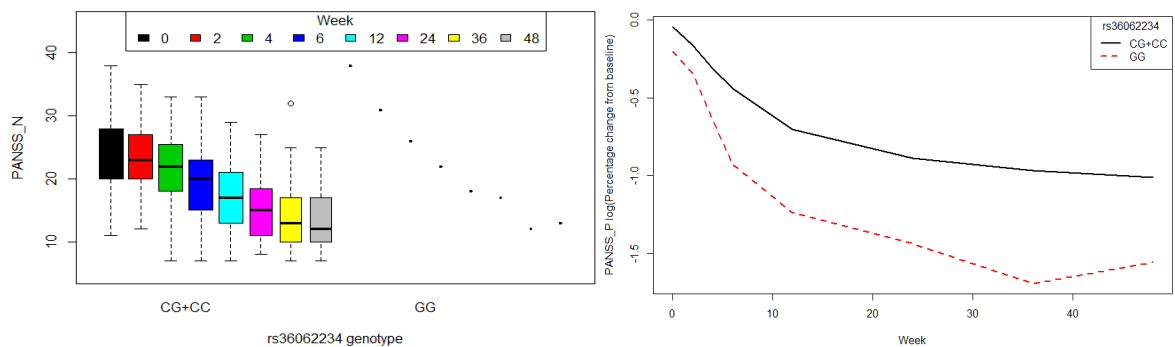 Week
0 2 4 6 12 24 36 48
PANSS_N
40
30
20
10
CG+CC GG
rs36062234 genotype
PANSS_P log(Percentage change from baseline)
0.0
-0.5
-1.0
-1.5
rs36062234
CG+CC
GG
0 10 20 30 40
Week